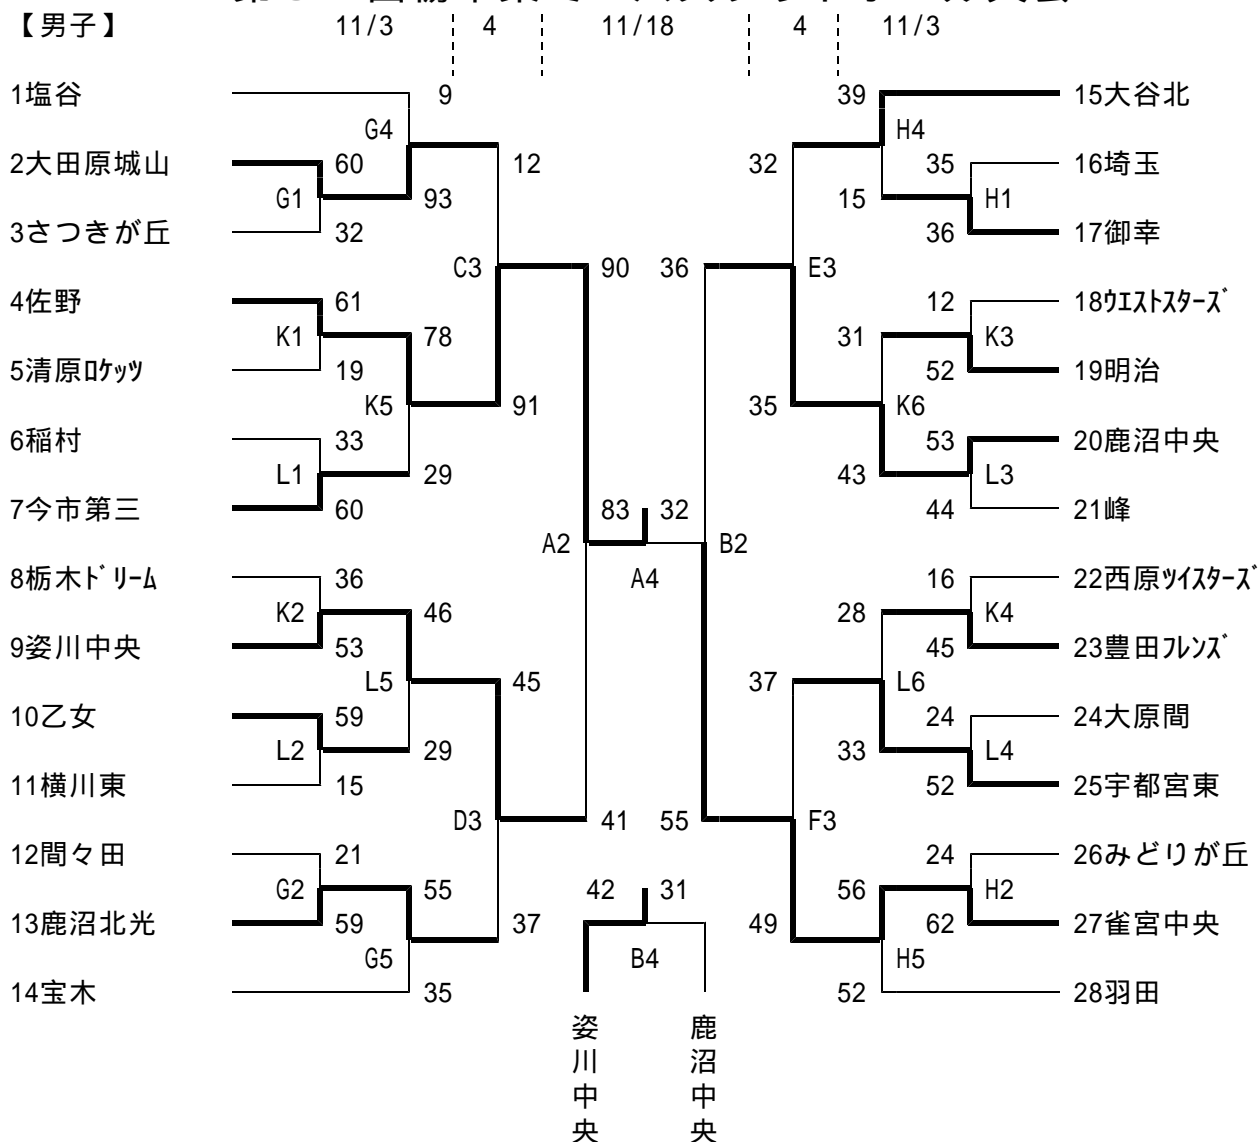 【男子】 11/3 4 11/18 4 11/3
1塩谷 9 39 15大谷北
G4 H4
2大田原城山 60 12 32 35 16埼玉
G1 93 15 H1
3さつきが丘 32 36 17御幸
C3 90 36 E3
4佐野 61 12 18ウエストスターズ
K1 78 31 K3
5清原ロケッツ 19 52 19明治
K5 91 35 K6
6稲村 33 53 20鹿沼中央
L1 29 43 L3
7今市第三 60 83 32 44 21峰
A2 B2
8栃木ドリーム 36 A4 16 22西原ツイスターズ
K2 46 28 K4
9姿川中央 53 45 23豊田フレンズ
L5 45 37 L6
10乙女 59 24 24大原間
L2 29 33 L4
11横川東 15 52 25宇都宮東
D3 41 55 F3
12間々田 21 24 26みどりが丘
G2 55 42 31 56 H2
13鹿沼北光 59 37 49 62 27雀宮中央
G5 B4 H5
14宝木 35 52 28羽田
姿川中央
鹿沼中央